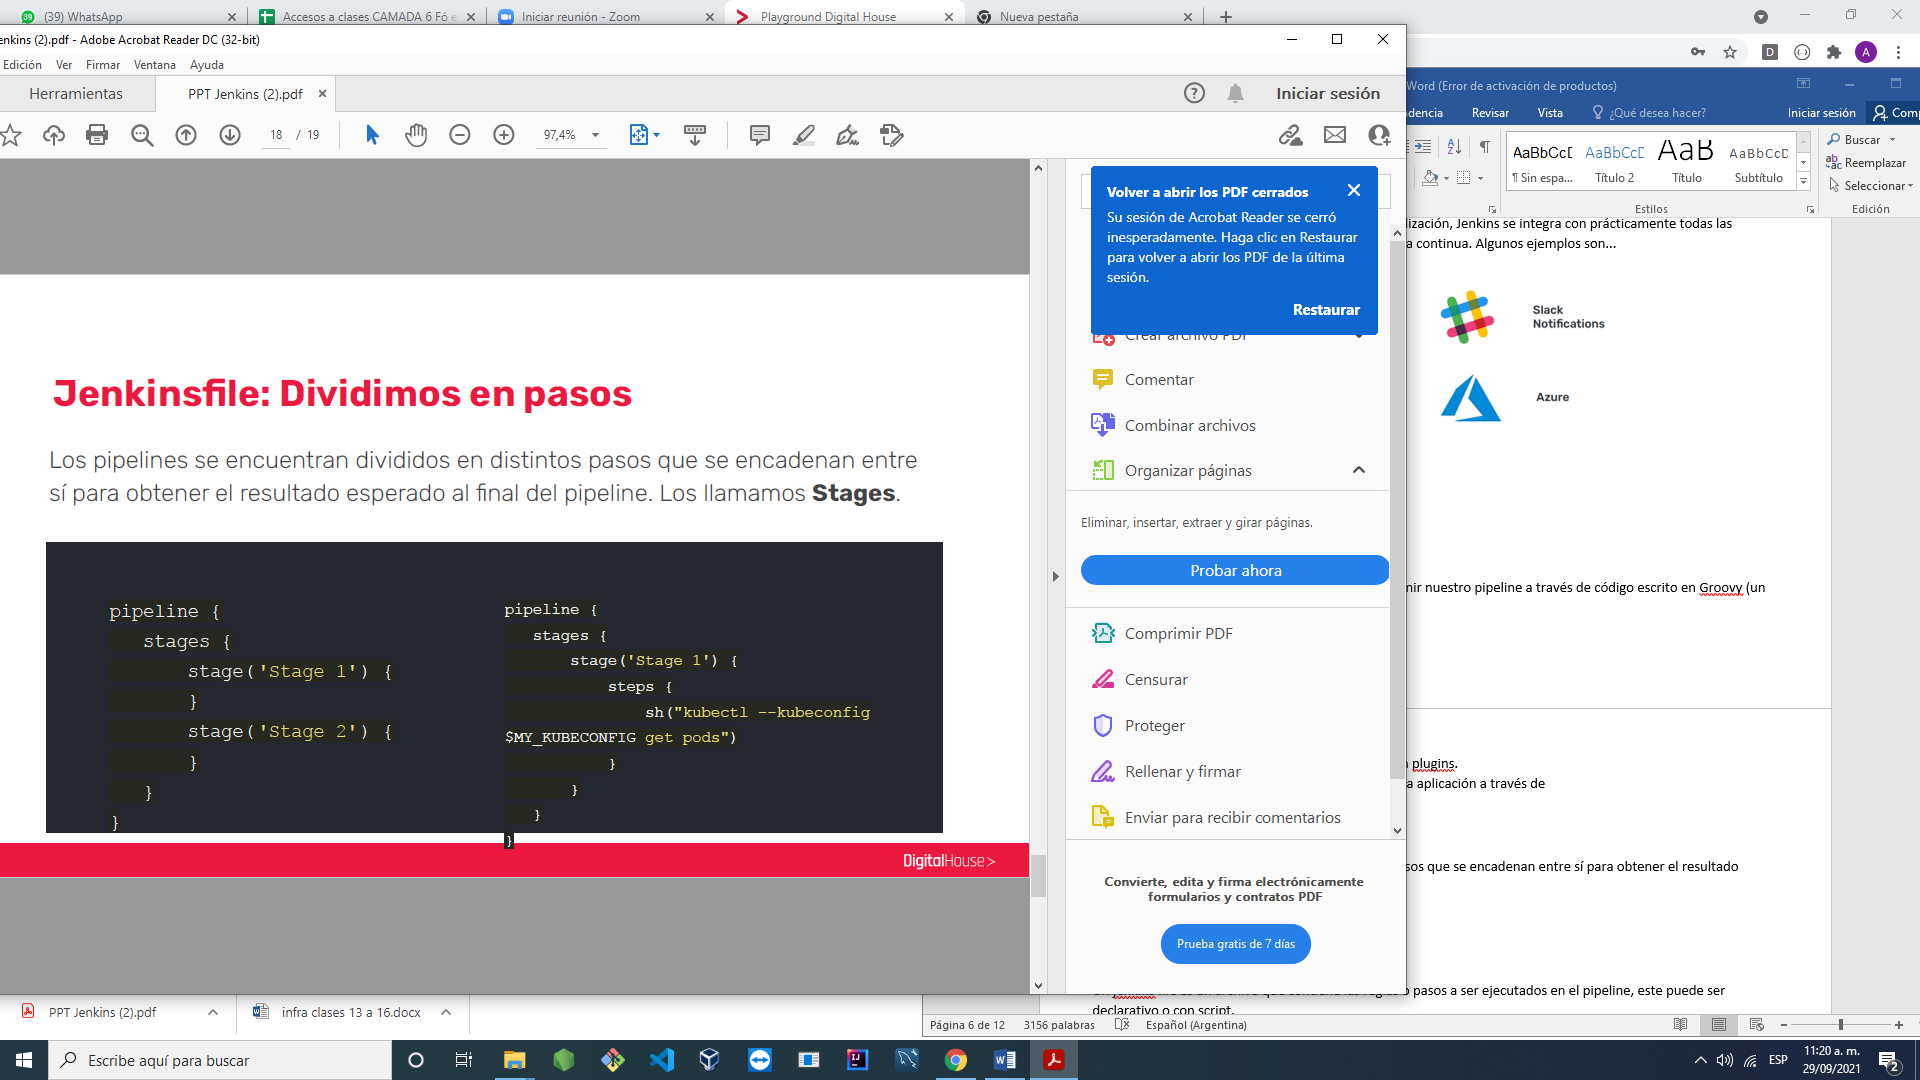 (39) WhatsApp
Accesos a clases CAMADA 6 Fó
Iniciar reunión - Zoom
Playground Digital House
Nueva pestaña
enkins (2).pdf - Adobe Acrobat Reader DC (32-bit)
Edición Ver Firmar Ventana Ayuda
Herramientas
PPT Jenkins (2).pdf
Iniciar sesión
18 / 19
97,4%
Volver a abrir los PDF cerrados
Su sesión de Acrobat Reader se cerró
inesperadamente. Haga clic en Restaurar
para volver a abrir los PDF de la última
sesión.
Restaurar
Crear archivo PDF
Comentar
Combinar archivos
Organizar páginas
Eliminar, insertar, extraer y girar páginas.
Probar ahora
Comprimir PDF
Censurar
Proteger
Rellenar y firmar
Enviar para recibir comentarios
Convierte, edita y firma electrónicamente
formularios y contratos PDF
Prueba gratis de 7 días
Jenkinsfile: Dividimos en pasos
Los pipelines se encuentran divididos en distintos pasos que se encadenan entre
sí para obtener el resultado esperado al final del pipeline. Los llamamos Stages.
pipeline {
stages {
stage('Stage 1') {
}
stage('Stage 2') {
}
}
}
pipeline {
stages {
stage('Stage 1') {
steps {
sh("kubectl --kubeconfig
$MY_KUBECONFIG get pods")
}
}
}
}
DigitalHouse>
D
A
Word (Error de activación de productos)
dencia Revisar Vista ¿Qué desea hacer? Iniciar sesión Comp
AaBbCcD AaBbCcD AaB AaBbCcD
¶ Sin espa... Título 2 Título Subtítulo
Estilos
Buscar
Reemplazar
Seleccionar
Edición
lización, Jenkins se integra con prácticamente todas las
a continua. Algunos ejemplos son...
Slack
Notifications
Azure
nir nuestro pipeline a través de código escrito en Groovy (un
plugins.
a aplicación a través de
sos que se encadenan entre sí para obtener el resultado
o pasos a ser ejecutados en el pipeline, este puede ser
declarativo o con script.
Página 6 de 12 3156 palabras Español (Argentina)
PPT Jenkins (2).pdf
infra clases 13 a 16.docx
Escribe aquí para buscar
ESP
11:20 a. m.
29/09/2021
2